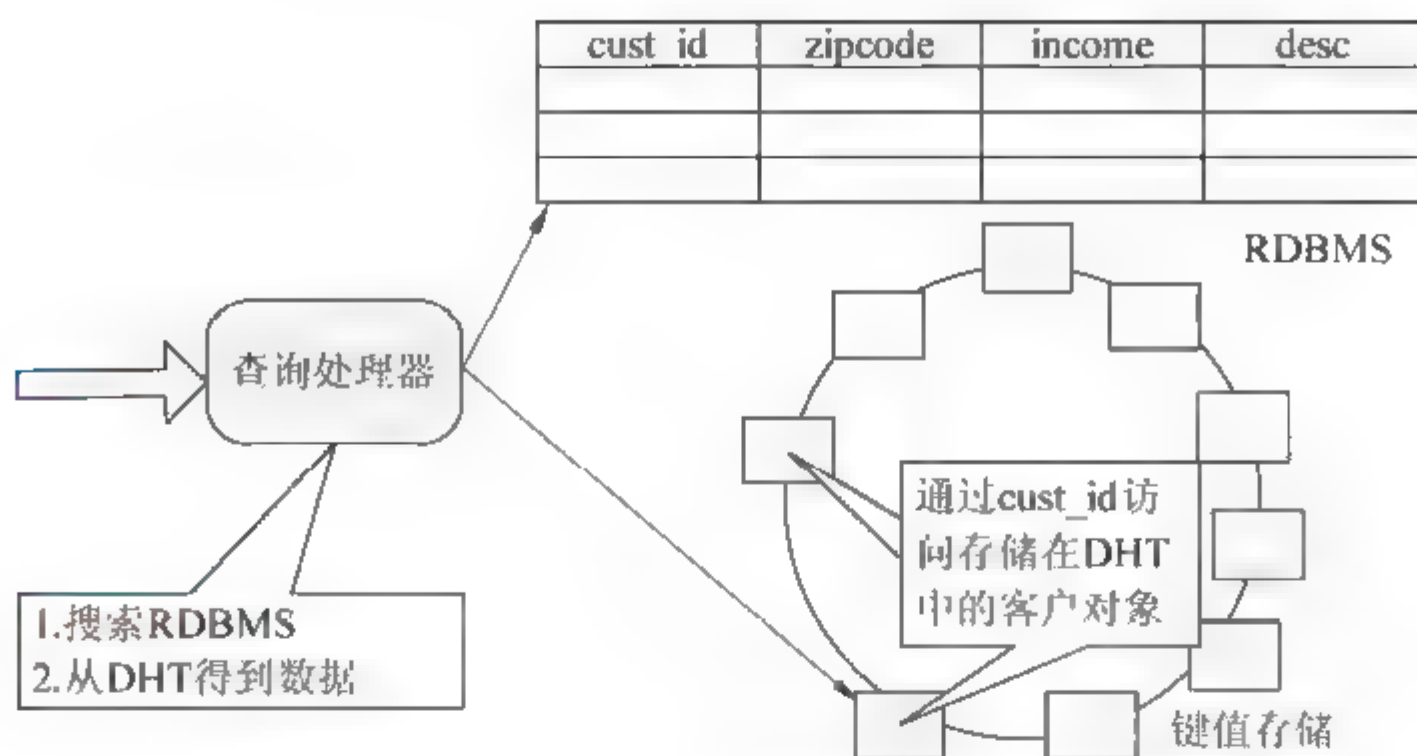 cust_id zipcode income desc
RDBMS
查询处理器
通过cust_id访
问存储在DHT
中的客户对象
1.搜索RDBMS
2.从DHT得到数据
键值存储